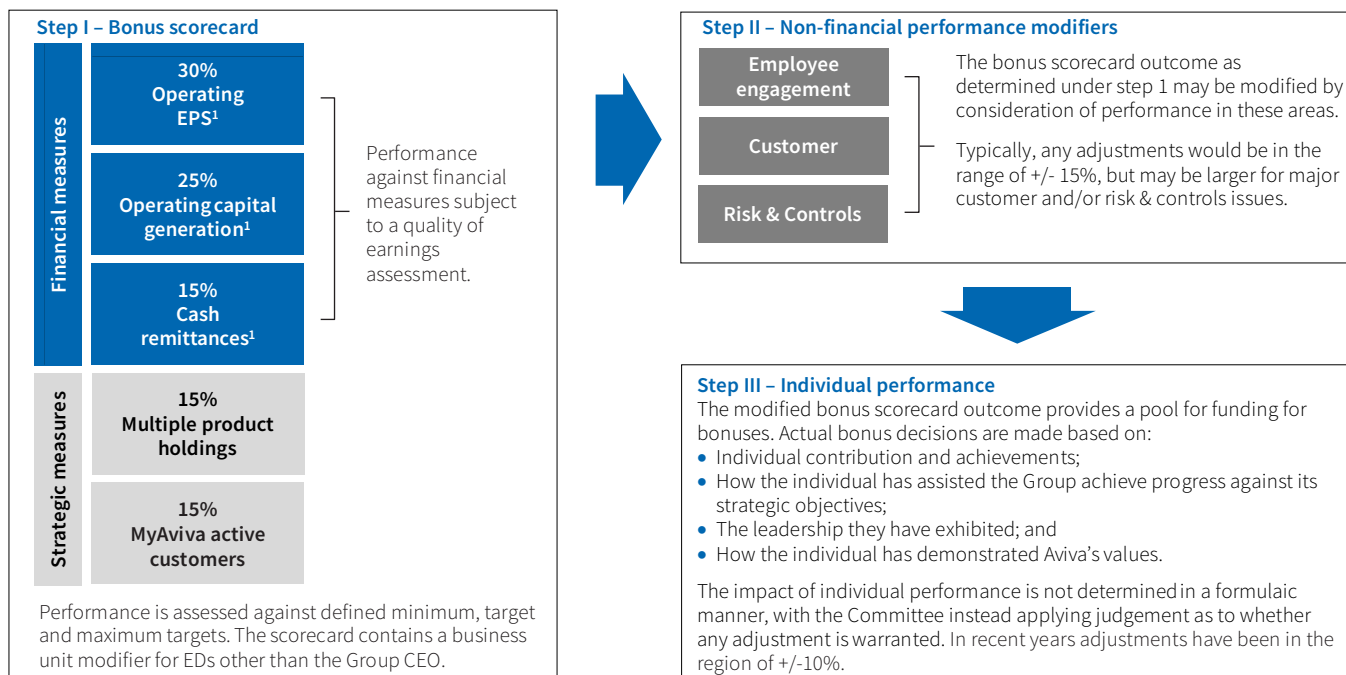 Step I – Bonus scorecard
Financial measures
30%
Operating
EPS¹
25%
Operating capital
generation¹
15%
Cash
remittances¹
Performance
against financial
measures subject
to a quality of
earnings
assessment.
Strategic measures
15%
Multiple product
holdings
15%
MyAviva active
customers
Performance is assessed against defined minimum, target
and maximum targets. The scorecard contains a business
unit modifier for EDs other than the Group CEO.
Step II – Non-financial performance modifiers
Employee
engagement
Customer
Risk & Controls
The bonus scorecard outcome as
determined under step 1 may be modified by
consideration of performance in these areas.
Typically, any adjustments would be in the
range of +/- 15%, but may be larger for major
customer and/or risk & controls issues.
Step III – Individual performance
The modified bonus scorecard outcome provides a pool for funding for
bonuses. Actual bonus decisions are made based on:
• Individual contribution and achievements;
• How the individual has assisted the Group achieve progress against its
strategic objectives;
• The leadership they have exhibited; and
• How the individual has demonstrated Aviva's values.
The impact of individual performance is not determined in a formulaic
manner, with the Committee instead applying judgement as to whether
any adjustment is warranted. In recent years adjustments have been in the
region of +/-10%.